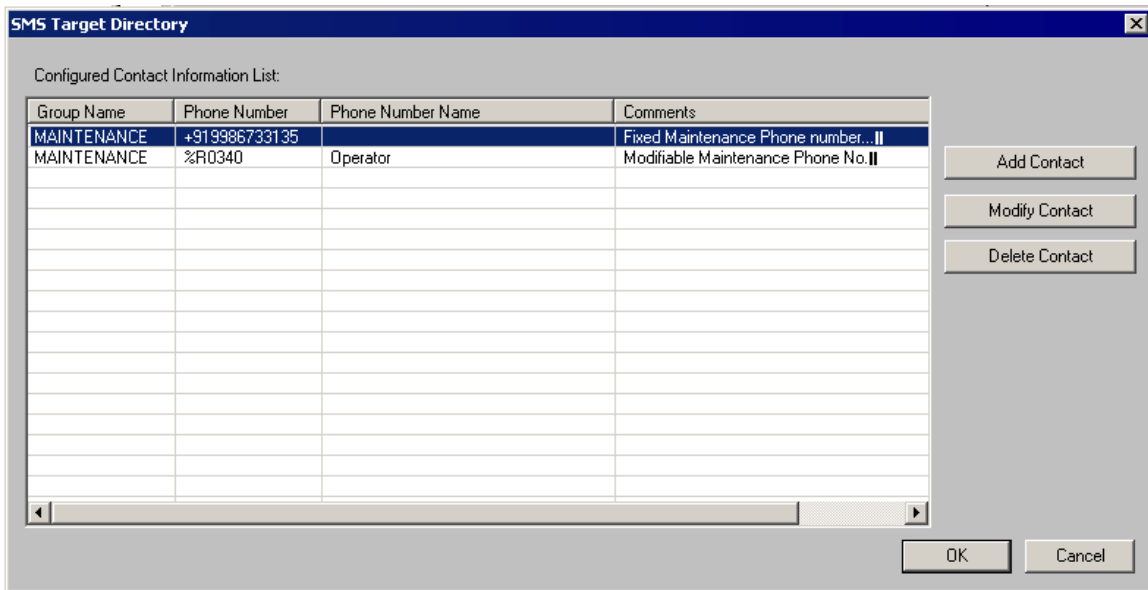 SMS Target Directory
Configured Contact Information List:
Group Name Phone Number Phone Number Name Comments
MAINTENANCE +919986733135 Fixed Maintenance Phone number...||
MAINTENANCE %R0340 Operator Modifiable Maintenance Phone No.||
Add Contact
Modify Contact
Delete Contact
OK Cancel